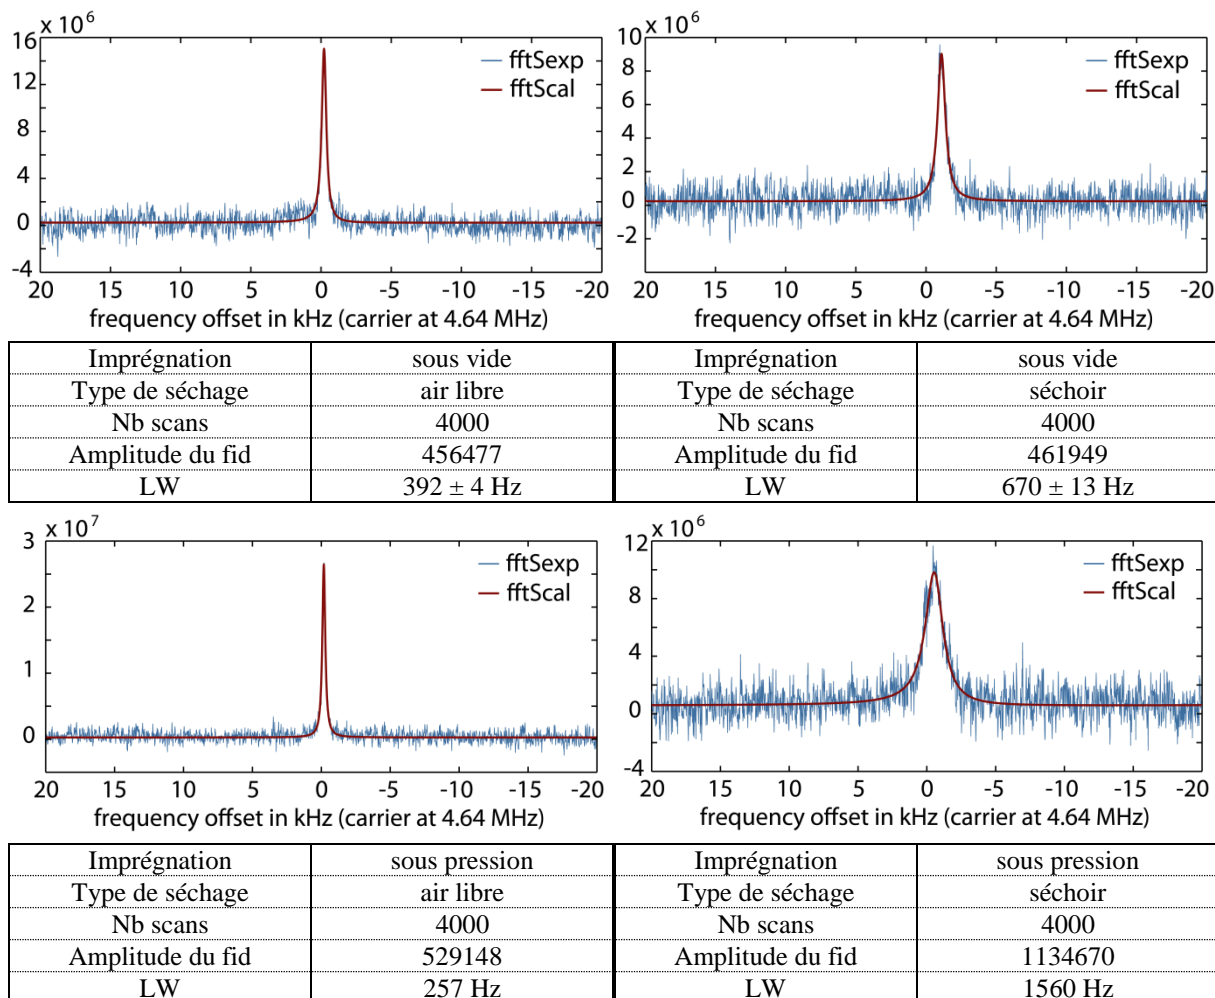 x 10^6
16
12
8
4
0
-4
fftSexp
fftScal
20 15 10 5 0 -5 -10 -15 -20
frequency offset in kHz (carrier at 4.64 MHz)
x 10^6
10
8
6
4
2
0
-2
fftSexp
fftScal
20 15 10 5 0 -5 -10 -15 -20
frequency offset in kHz (carrier at 4.64 MHz)
Imprégnation sous vide Imprégnation sous vide
Type de séchage air libre Type de séchage séchoir
Nb scans 4000 Nb scans 4000
Amplitude du fid 456477 Amplitude du fid 461949
LW 392 ± 4 Hz LW 670 ± 13 Hz
x 10^7
3
2
1
0
fftSexp
fftScal
20 15 10 5 0 -5 -10 -15 -20
frequency offset in kHz (carrier at 4.64 MHz)
x 10^6
12
8
4
0
-4
fftSexp
fftScal
20 15 10 5 0 -5 -10 -15 -20
frequency offset in kHz (carrier at 4.64 MHz)
Imprégnation sous pression Imprégnation sous pression
Type de séchage air libre Type de séchage séchoir
Nb scans 4000 Nb scans 4000
Amplitude du fid 529148 Amplitude du fid 1134670
LW 257 Hz LW 1560 Hz